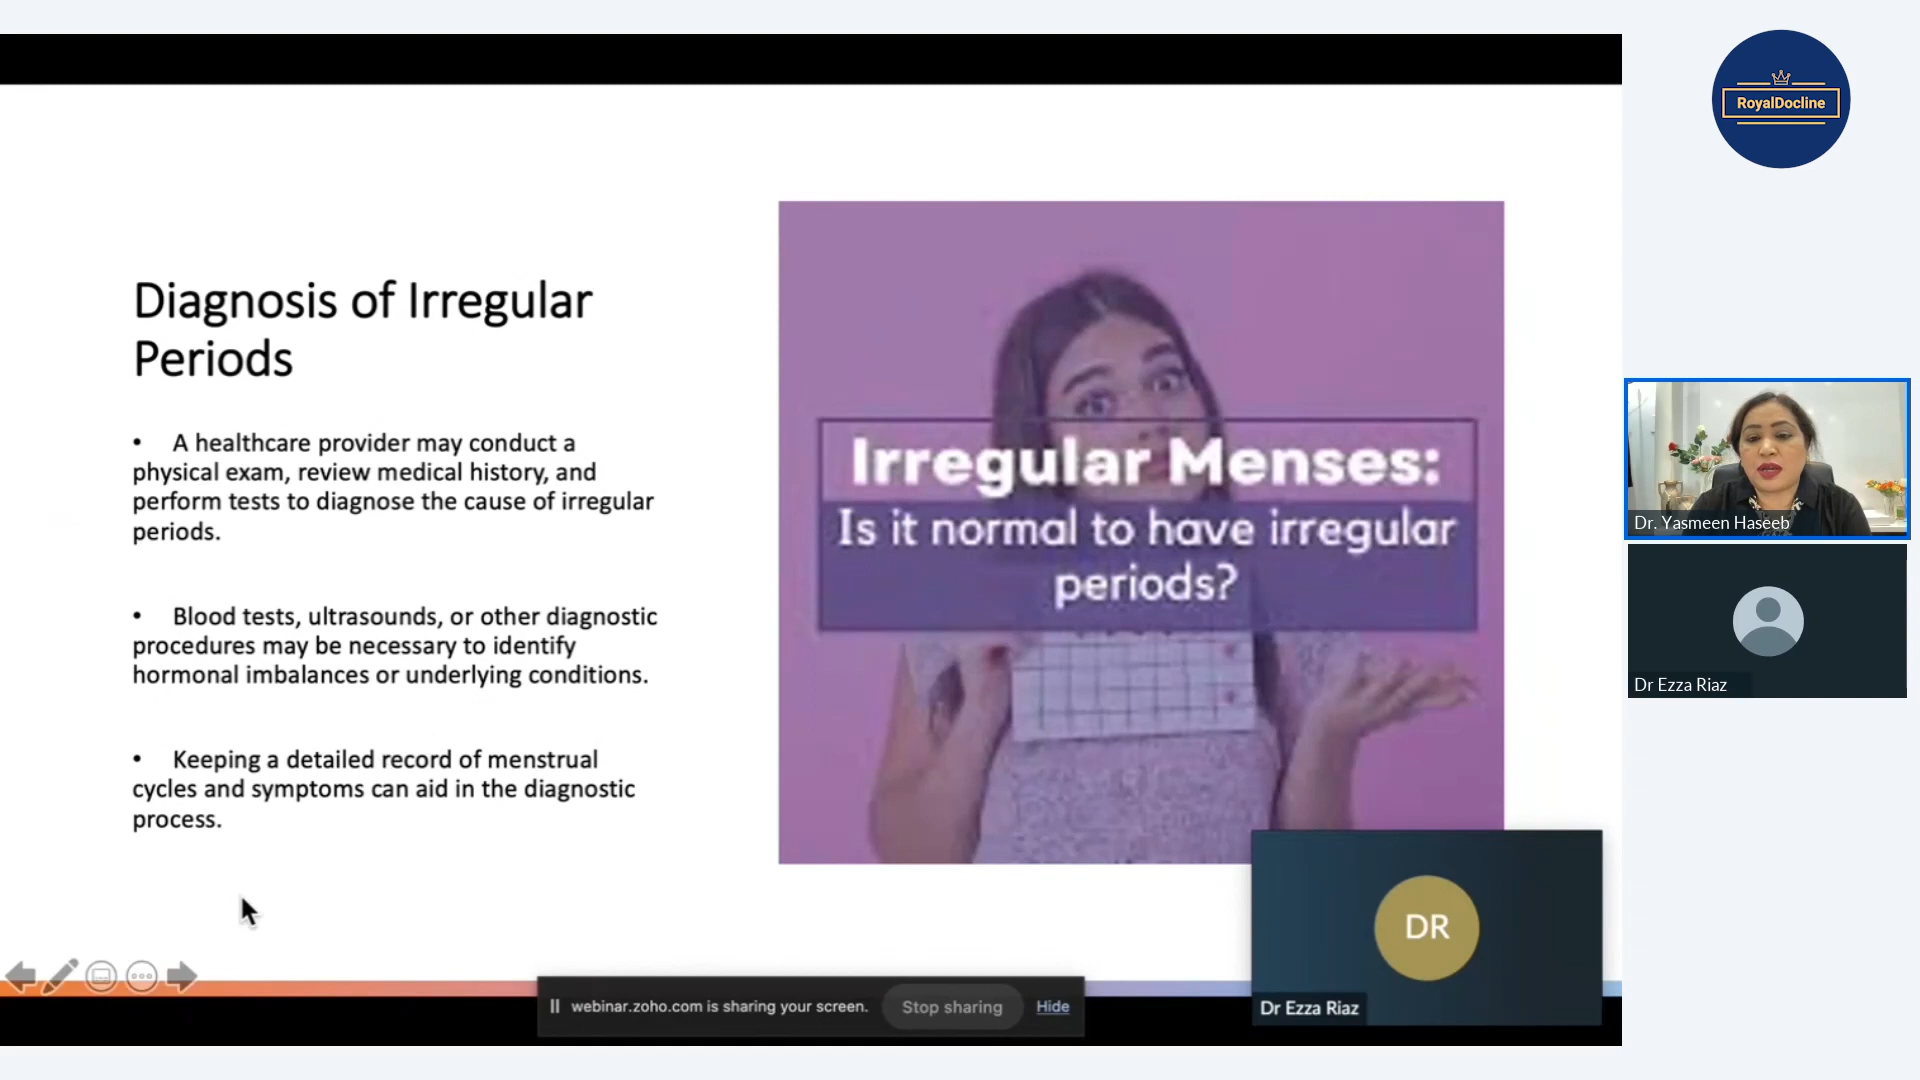 RoyalDocline
Diagnosis of Irregular
Periods
• A healthcare provider may conduct a
physical exam, review medical history, and
perform tests to diagnose the cause of irregular
periods.
• Blood tests, ultrasounds, or other diagnostic
procedures may be necessary to identify
hormonal imbalances or underlying conditions.
• Keeping a detailed record of menstrual
cycles and symptoms can aid in the diagnostic
process.
Irregular Menses:
Is it normal to have irregular
periods?
Dr. Yasmeen Haseeb
Dr Ezza Riaz
DR
Dr Ezza Riaz
webinar.zoho.com is sharing your screen.
Stop sharing
Hide